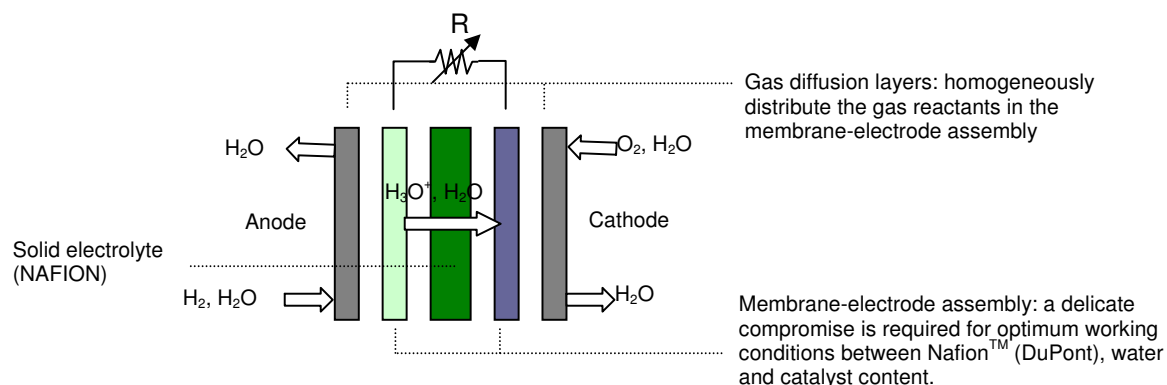 R
Gas diffusion layers: homogeneously
distribute the gas reactants in the
membrane-electrode assembly
H₂O
O₂, H₂O
H₃O⁺, H₂O
Anode
Cathode
Solid electrolyte
(NAFION)
H₂, H₂O
H₂O
Membrane-electrode assembly: a delicate
compromise is required for optimum working
conditions between Nafion™ (DuPont), water
and catalyst content.